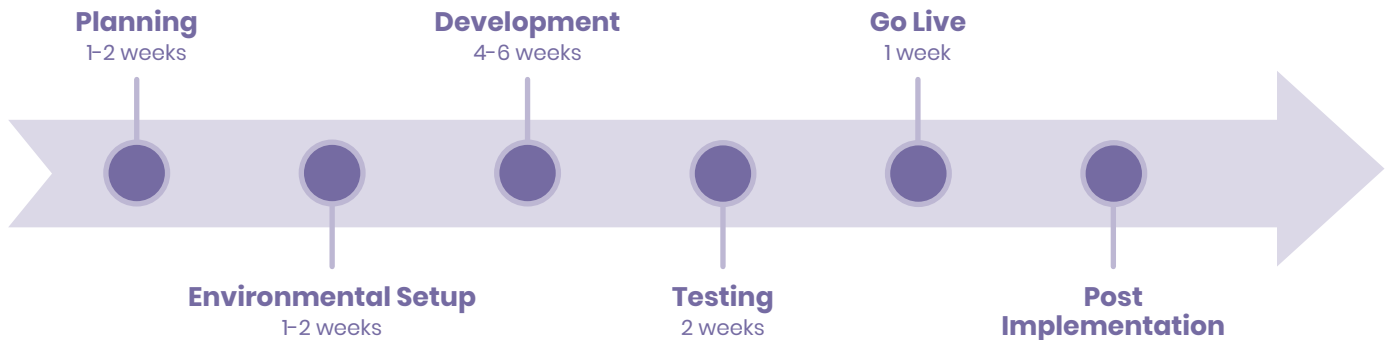 Planning
1-2 weeks
Environmental Setup
1-2 weeks
Development
4-6 weeks
Testing
2 weeks
Go Live
1 week
Post
Implementation